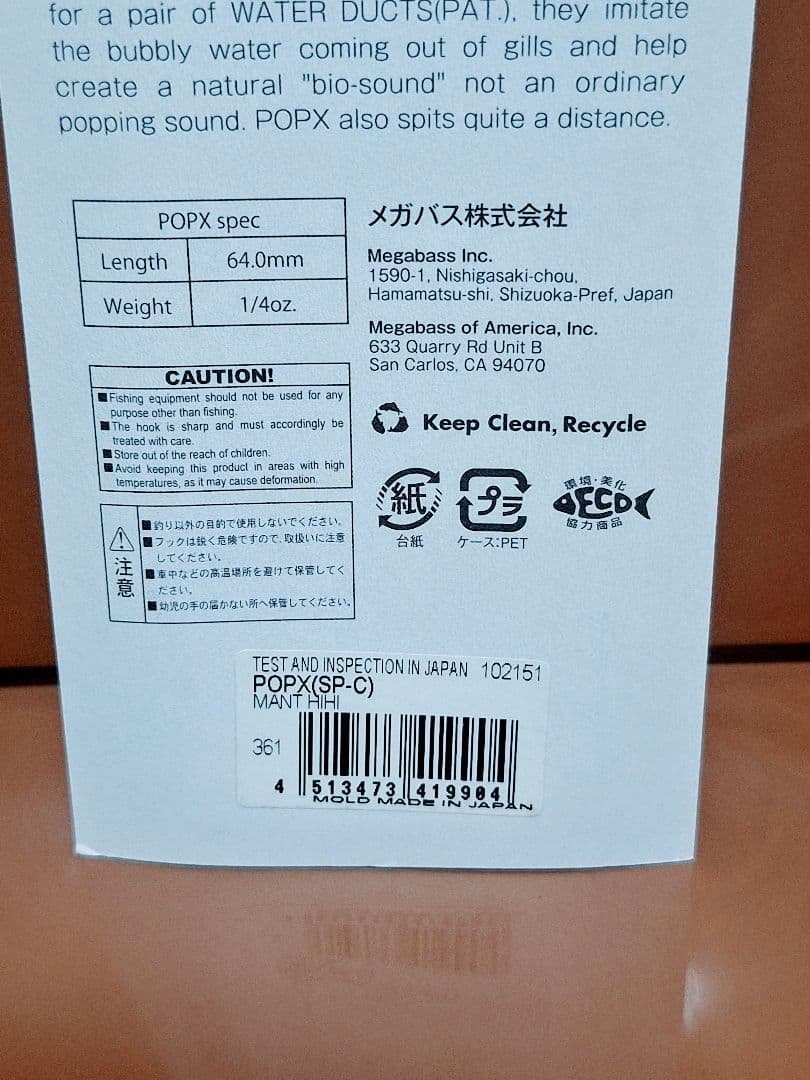 for a pair of WATER DUCTS(PAT.), they imitate
the bubbly water coming out of gills and help
create a natural "bio-sound" not an ordinary
popping sound. POPX also spits quite a distance.
POPX spec
Length 64.0mm
Weight 1/4oz.
メガバス株式会社
Megabass Inc.
1590-1, Nishigasaki-chou,
Hamamatsu-shi, Shizuoka-Pref, Japan
Megabass of America, Inc.
633 Quarry Rd Unit B
San Carlos, CA 94070
CAUTION!
■Fishing equipment should not be used for any
purpose other than fishing.
■The hook is sharp and must accordingly be
treated with care.
■Store out of the reach of children.
■Avoid keeping this product in areas with high
temperatures, as it may cause deformation.
Keep Clean, Recycle
紙
台紙
プラ
ケース:PET
環境・美化
ECO
協力商品
注意
■釣り以外の目的で使用しないでください。
■フックは鋭く危険ですので、取扱いに注意
してください。
■車中などの高温場所を避けて保管してく
ださい。
■幼児の手の届かない所へ保管してください。
TEST AND INSPECTION IN JAPAN 102151
POPX(SP-C)
MANT HIHI
361
4 513473 419904
MOLD MADE IN JAPAN